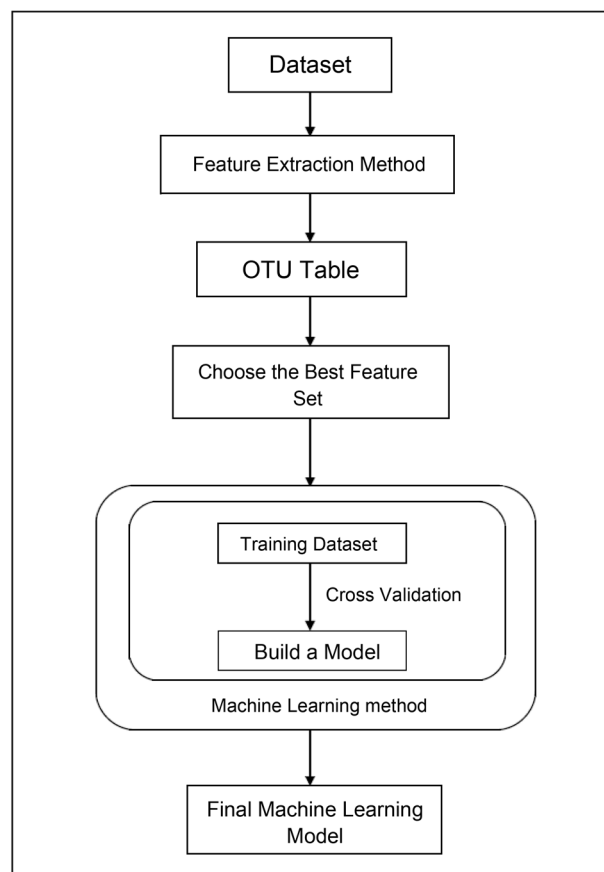 Dataset
Feature Extraction Method
OTU Table
Choose the Best Feature
Set
Training Dataset
Cross Validation
Build a Model
Machine Learning method
Final Machine Learning
Model